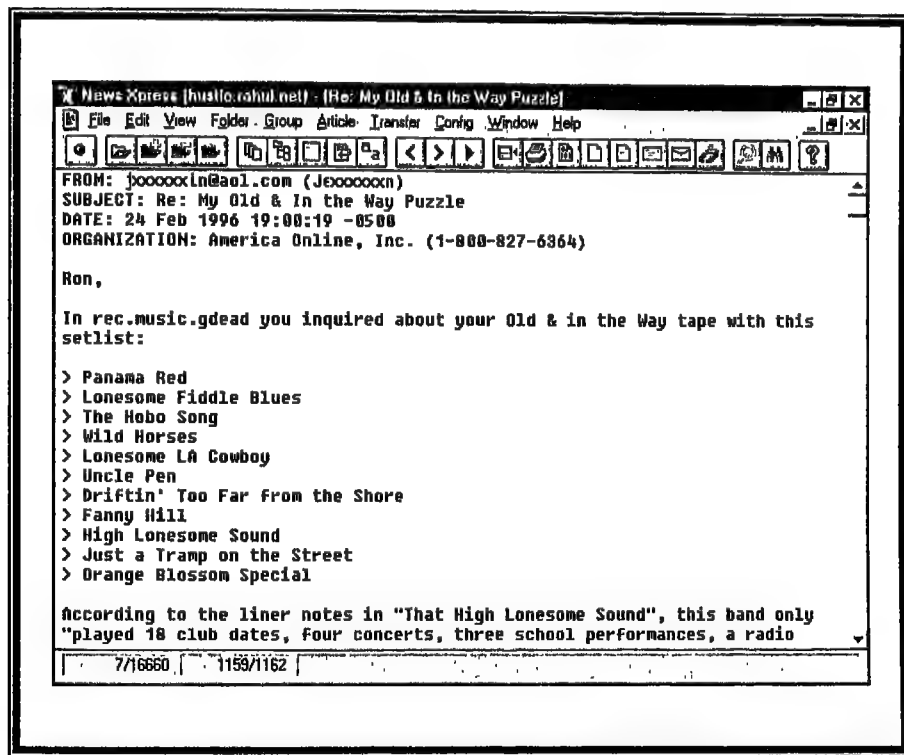 News Xpress (hustle.rahul.net) - [Re: My Old & In the Way Puzzle]
File Edit View Folder Group Article Transfer Config Window Help
FROM: jxxxxxxin@aol.com (Jexxxxxxn)
SUBJECT: Re: My Old & In the Way Puzzle
DATE: 24 Feb 1996 19:00:19 -0500
ORGANIZATION: America Online, Inc. (1-800-827-6364)
Ron,
In rec.music.gdead you inquired about your Old & in the Way tape with this
setlist:
> Panama Red
> Lonesome Fiddle Blues
> The Hobo Song
> Wild Horses
> Lonesome LA Cowboy
> Uncle Pen
> Driftin' Too Far from the Shore
> Fanny Hill
> High Lonesome Sound
> Just a Tramp on the Street
> Orange Blossom Special
According to the liner notes in "That High Lonesome Sound", this band only
"played 18 club dates, four concerts, three school performances, a radio
7/16660 1159/1162